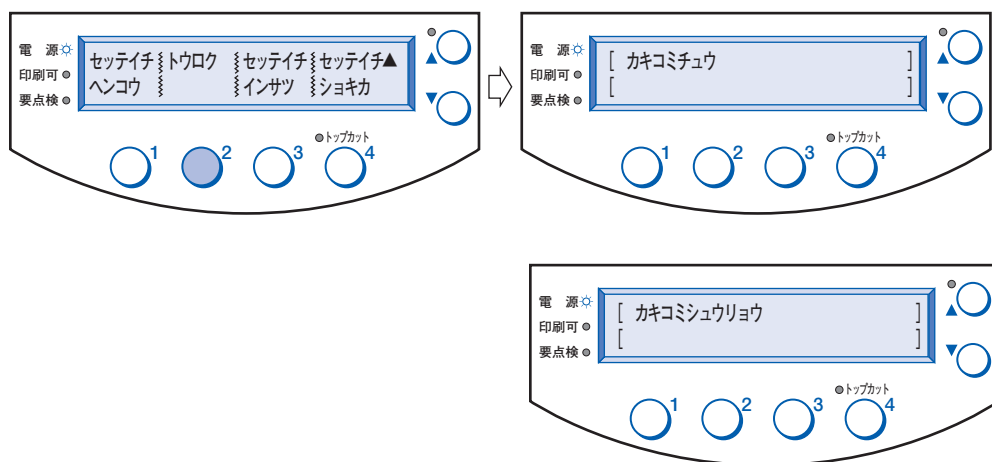 電 源
印刷可
要点検
セッテイチ トウロク セッテイチ セッテイチ▲
ヘンコウ インサツ ショキカ
▲
▼
トップカット
1 2 3 4
電 源
印刷可
要点検
[ カキコミチュウ ]
[ ]
▲
▼
トップカット
1 2 3 4
電 源
印刷可
要点検
[ カキコミシュウリョウ ]
[ ]
▲
▼
トップカット
1 2 3 4